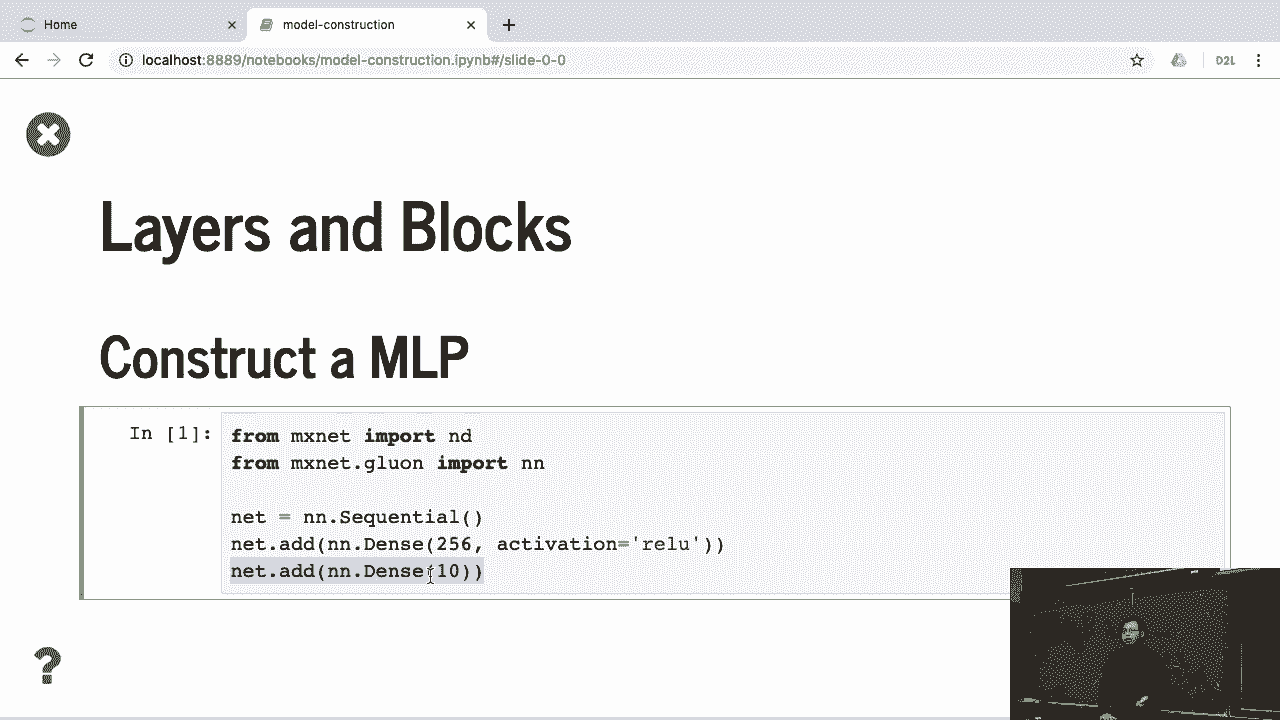 Home
model-construction
localhost:8889/notebooks/model-construction.ipynb#/slide-0-0
D2L
Layers and Blocks
Construct a MLP
In [1]:
from mxnet import nd
from mxnet.gluon import nn
net = nn.Sequential()
net.add(nn.Dense(256, activation='relu'))
net.add(nn.Dense(10))
?